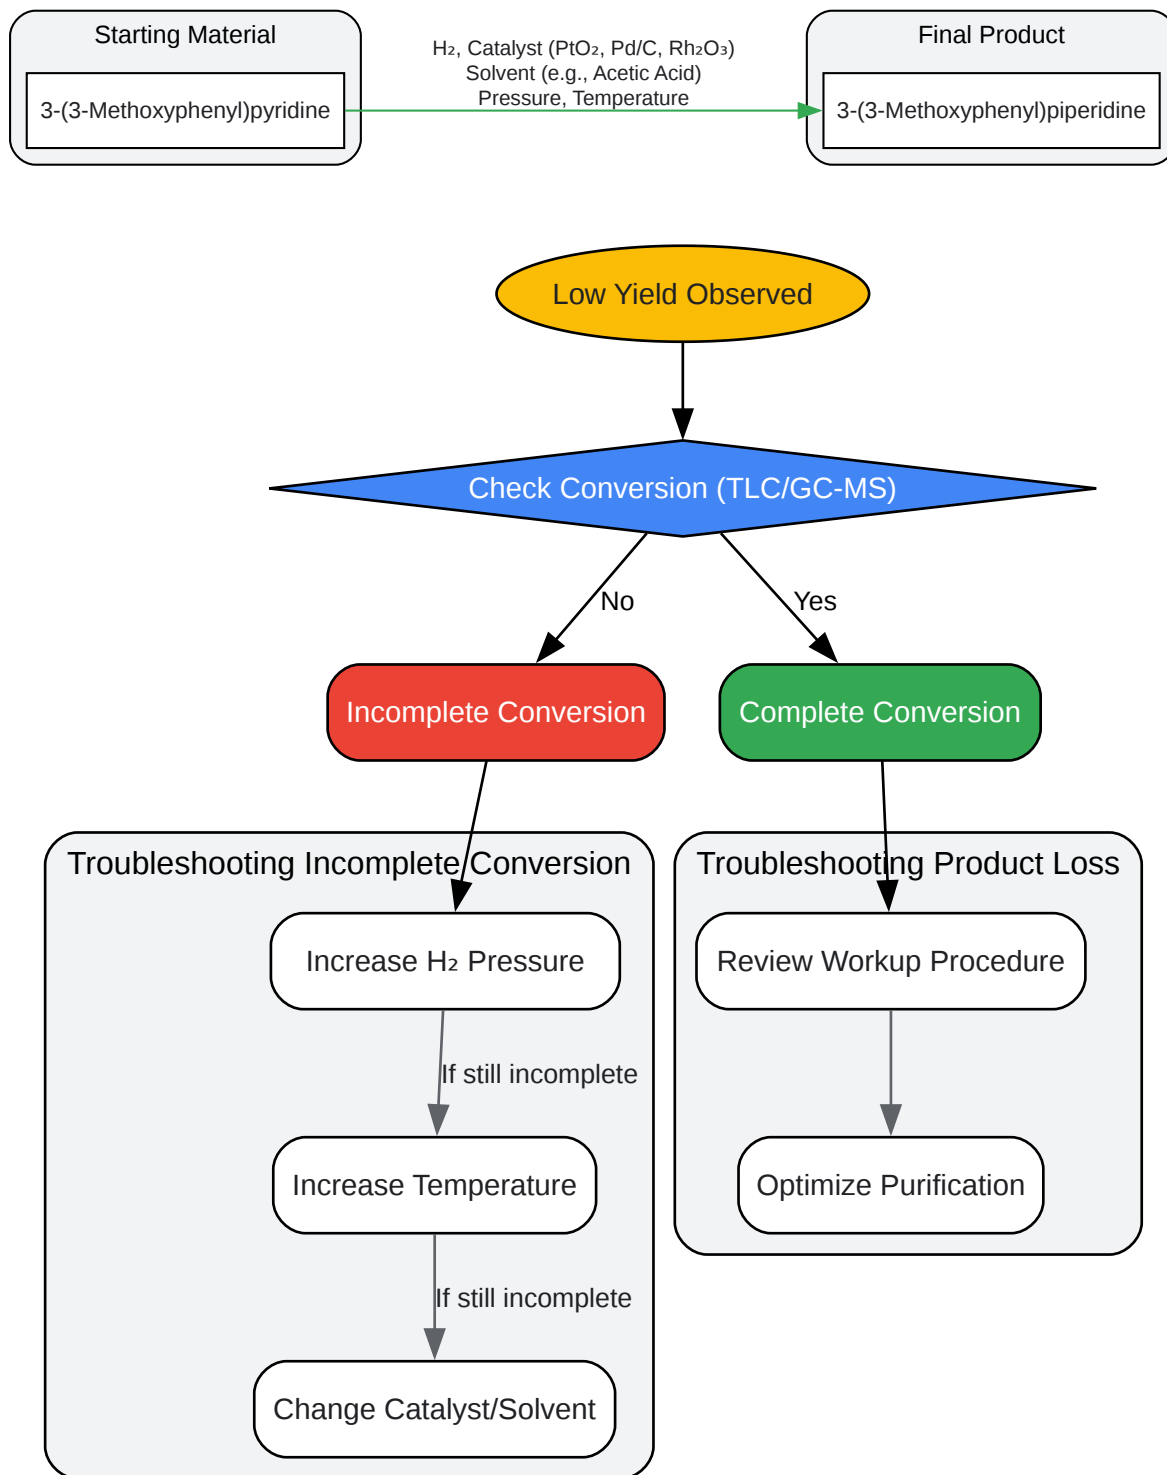 Starting Material
3-(3-Methoxyphenyl)pyridine
H₂, Catalyst (PtO₂, Pd/C, Rh₂O₃)
Solvent (e.g., Acetic Acid)
Pressure, Temperature
Final Product
3-(3-Methoxyphenyl)piperidine
Low Yield Observed
Check Conversion (TLC/GC-MS)
No
Yes
Incomplete Conversion
Complete Conversion
Troubleshooting Incomplete Conversion
Increase H₂ Pressure
If still incomplete
Increase Temperature
If still incomplete
Change Catalyst/Solvent
Troubleshooting Product Loss
Review Workup Procedure
Optimize Purification